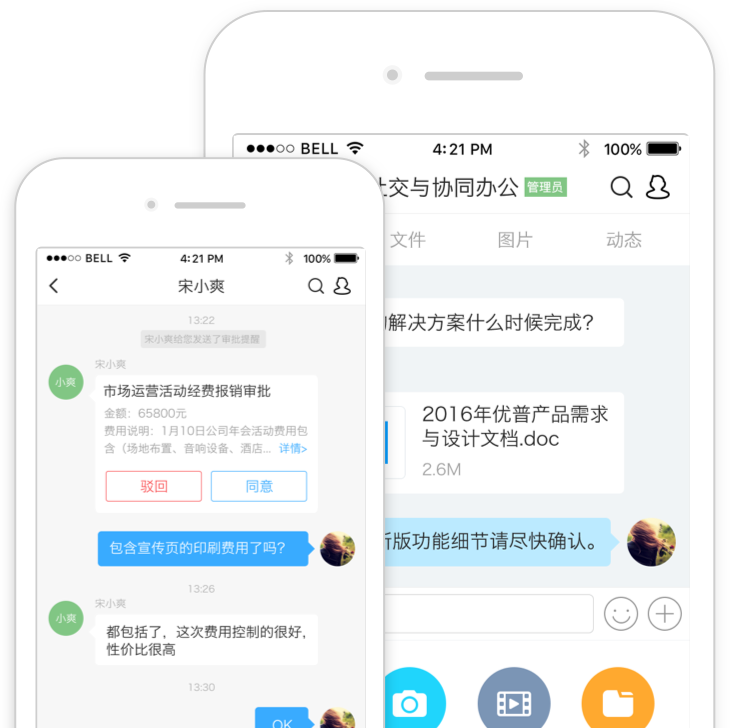 BELL
4:21 PM
100%
交与协同办公
管理员
文件
图片
动态
解决方案什么时候完成?
2016年优普产品需求
与设计文档.doc
2.6M
版功能细节请尽快确认。
BELL
4:21 PM
100%
宋小爽
13:22
宋小爽给您发送了审批提醒
宋小爽
小爽
市场运营活动经费报销审批
金额：65800元
费用说明：1月10日公司年会活动费用包
含（场地布置、音响设备、酒店... 详情>
驳回
同意
包含宣传页的印刷费用了吗?
13:26
宋小爽
小爽
都包括了，这次费用控制的很好,
性价比很高
13:30
OK